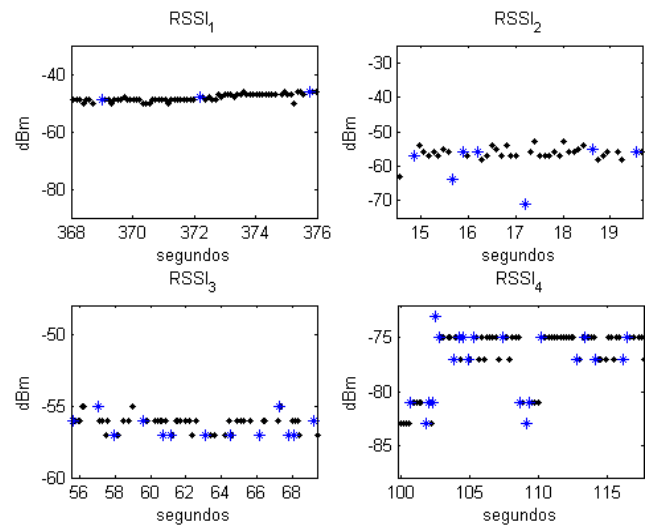 RSSI1
-40
-60
-80
dBm
368
370
372
374
376
segundos
RSSI2
-30
-40
-50
-60
-70
dBm
15
16
17
18
19
segundos
RSSI3
-50
-55
-60
dBm
56
58
60
62
64
66
68
segundos
RSSI4
-75
-80
-85
dBm
100
105
110
115
segundos